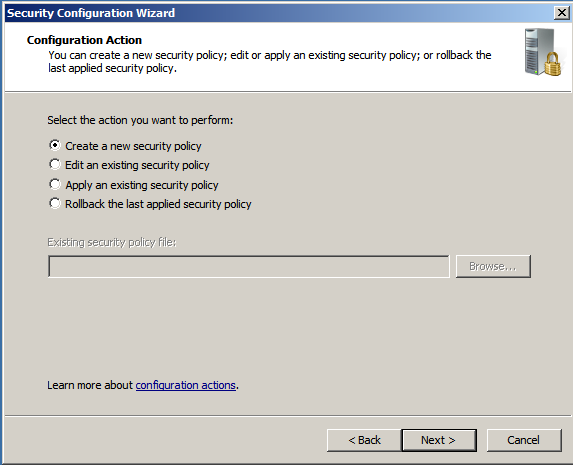 Security Configuration Wizard
Configuration Action
You can create a new security policy; edit or apply an existing security policy; or rollback the
last applied security policy.
Select the action you want to perform:
Create a new security policy
Edit an existing security policy
Apply an existing security policy
Rollback the last applied security policy
Existing security policy file:
Browse...
Learn more about configuration actions.
< Back
Next >
Cancel